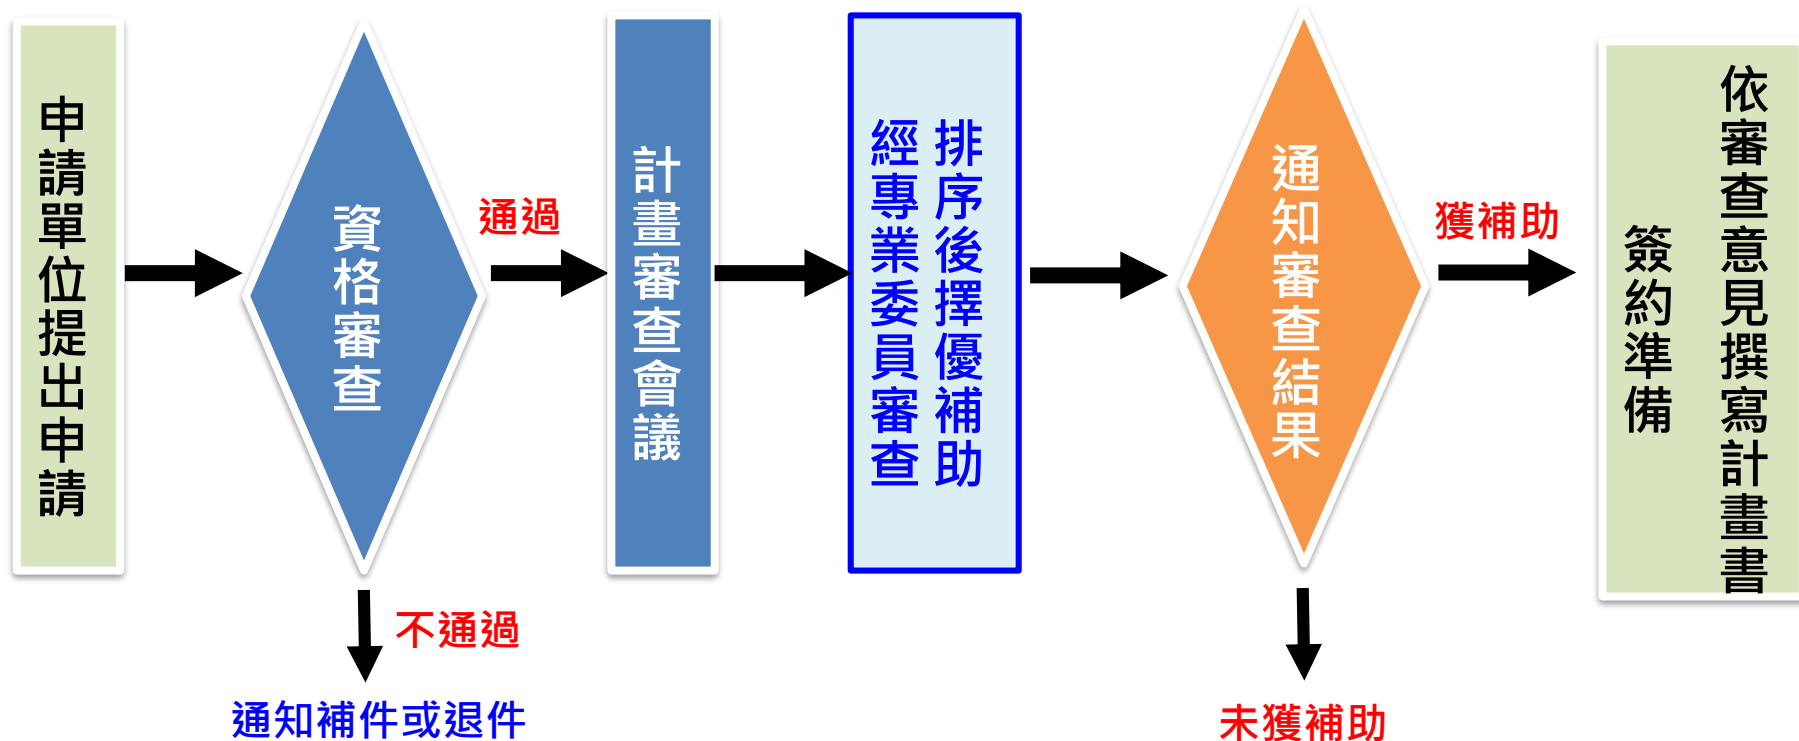 申請單位提出申請
資格審查
通過
不通過
通知補件或退件
計畫審查會議
經專業委員審查
排序後擇優補助
通知審查結果
獲補助
未獲補助
依審查意見撰寫計畫書
簽約準備